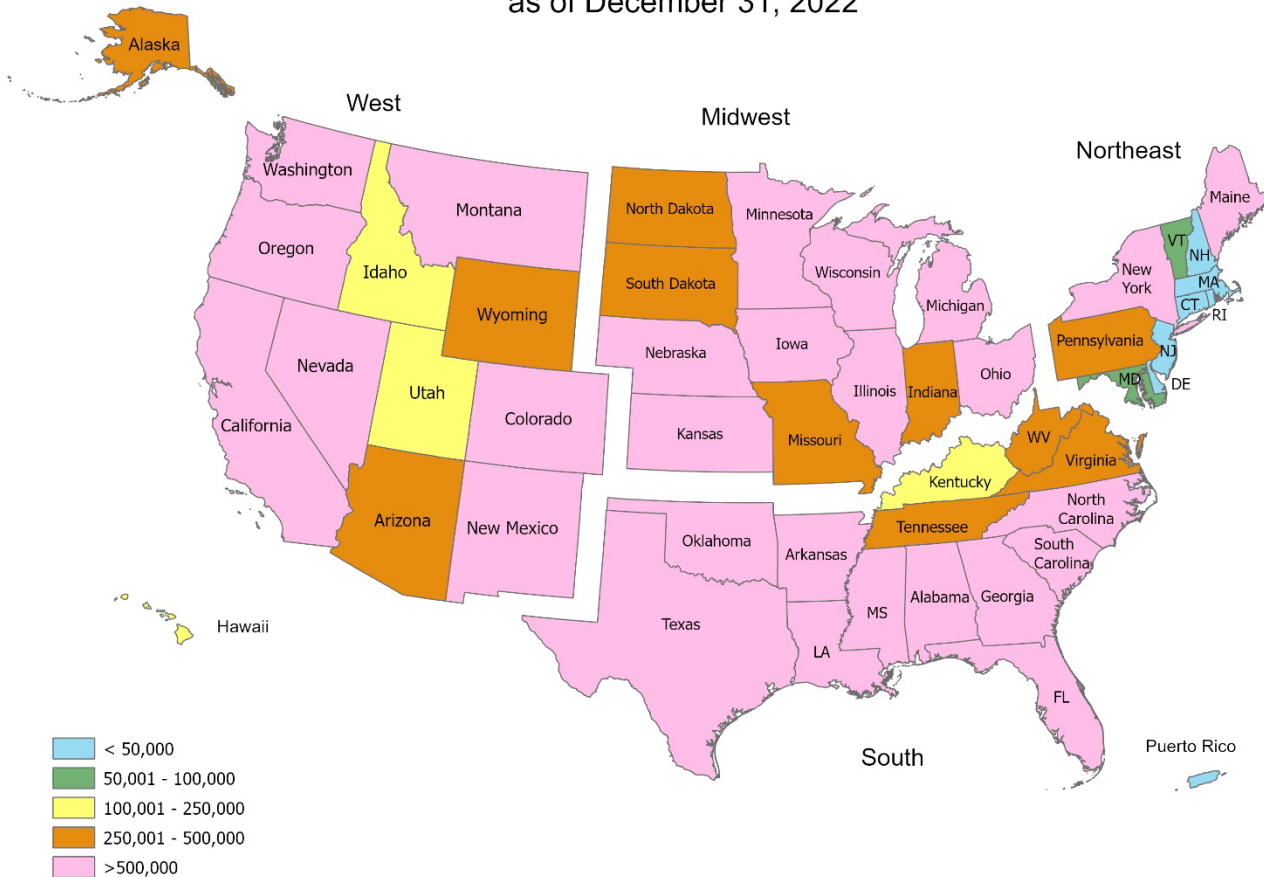 as of December 31, 2022
Alaska
West
Midwest
Northeast
Washington
Montana
Oregon
Idaho
Wyoming
Nevada
Utah
California
Colorado
Arizona
New Mexico
Hawaii
North Dakota
Minnesota
South Dakota
Wisconsin
Michigan
Nebraska
Iowa
Illinois
Indiana
Ohio
Kansas
Missouri
Maine
VT
NH
New
York
MA
CT
RI
Pennsylvania
NJ
MD
DE
WV
Virginia
Kentucky
North
Carolina
Tennessee
Oklahoma
Arkansas
South
Carolina
Texas
MS
Alabama
Georgia
LA
FL
South
Puerto Rico
< 50,000
50,001 - 100,000
100,001 - 250,000
250,001 - 500,000
>500,000